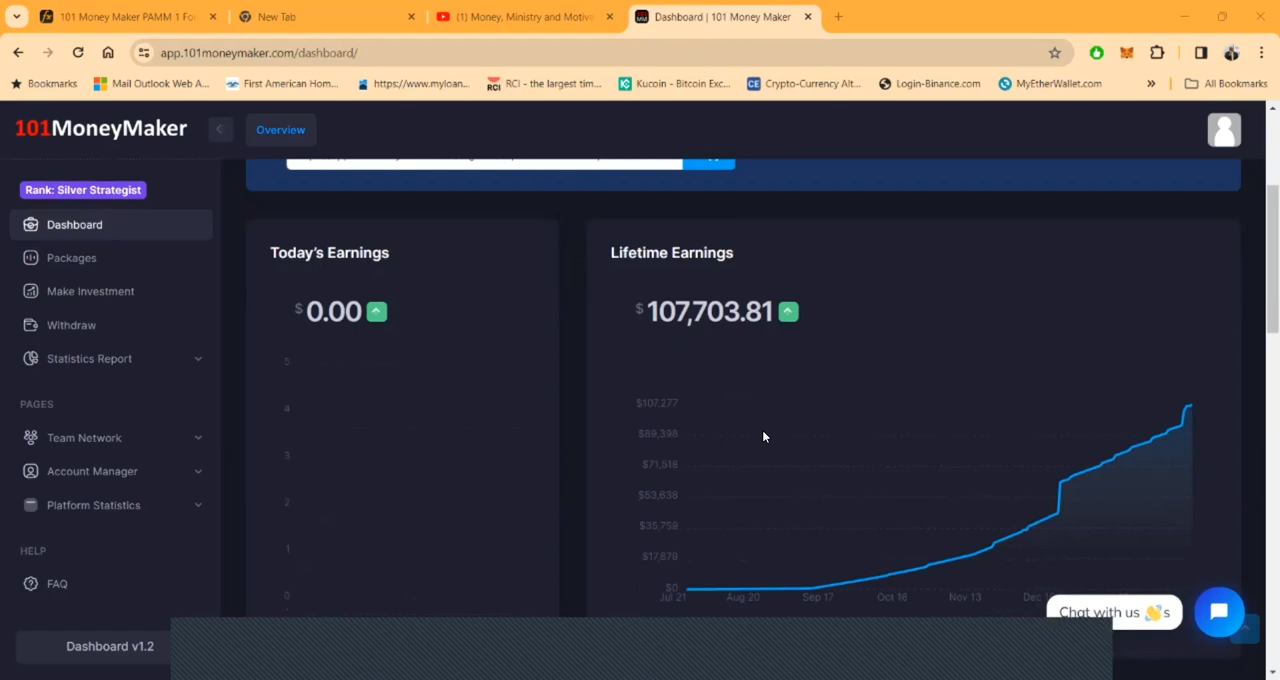 101 Money Maker PAMM 1 Fo
New Tab
(1) Money, Ministry and Motiv
Dashboard | 101 Money Maker
app.101moneymaker.com/dashboard/
Bookmarks
Mail Outlook Web A...
First American Hom...
https://www.myloan...
RCI - the largest tim...
Kucoin - Bitcoin Exc...
Crypto-Currency Alt...
Login-Binance.com
MyEtherWallet.com
»
All Bookmarks
101MoneyMaker
Overview
Rank: Silver Strategist
Dashboard
Packages
Make Investment
Withdraw
Statistics Report
PAGES
Team Network
Account Manager
Platform Statistics
HELP
FAQ
Dashboard v1.2
Today's Earnings
$ 0.00
5
4
3
2
1
0
Lifetime Earnings
$ 107,703.81
$107,277
$89,398
$71,518
$53,638
$35,759
$17,879
$0
Jul 21 Aug 20 Sep 17 Oct 16 Nov 13 Dec
Chat with us 👋 s